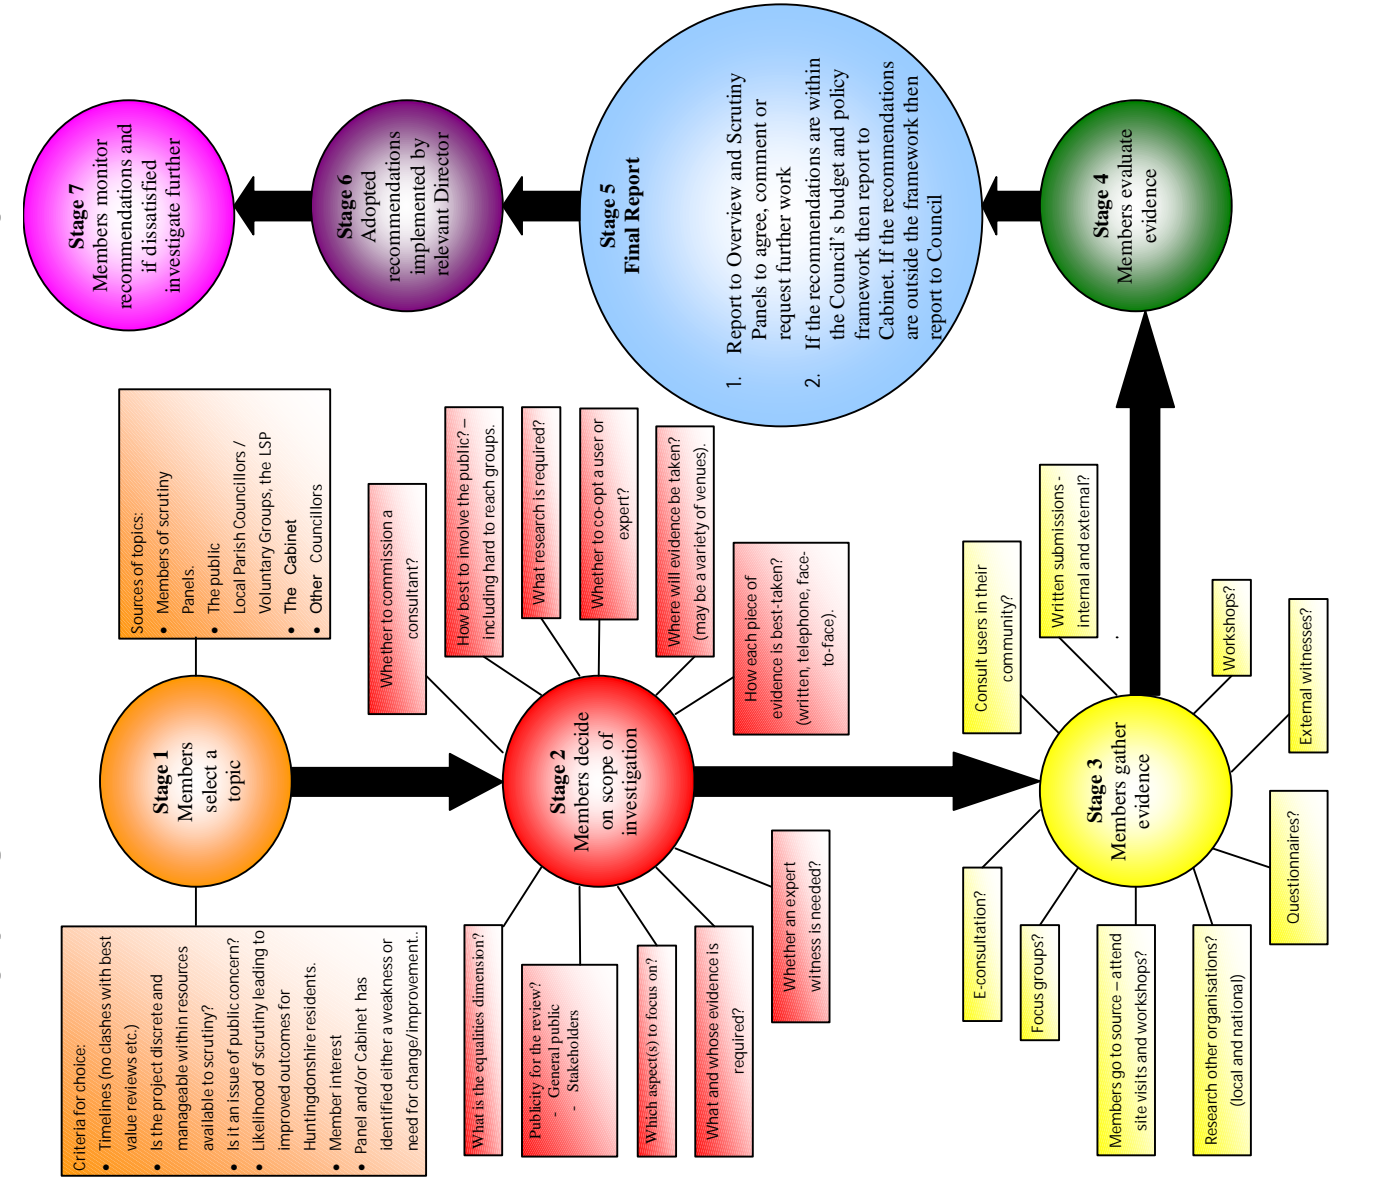 Criteria for choice:
• Timelines (no clashes with best
value reviews etc.)
• Is the project discrete and
manageable within resources
available to scrutiny?
• Is it an issue of public concern?
• Likelihood of scrutiny leading to
improved outcomes for
Huntingdonshire residents.
• Member interest
• Panel and/or Cabinet has
identified either a weakness or
need for change/improvement..
Stage 1
Members
select a
topic
Sources of topics:
• Members of scrutiny
Panels.
• The public
Local Parish Councillors /
Voluntary Groups, the LSP
• The Cabinet
• Other Councillors
What is the equalities dimension?
Publicity for the review?
- General public
- Stakeholders
Which aspect(s) to focus on?
What and whose evidence is
required?
Whether an expert
witness is needed?
Stage 2
Members decide
on scope of
investigation
Whether to commission a
consultant?
How best to involve the public? –
including hard to reach groups.
What research is required?
Whether to co-opt a user or
expert?
Where will evidence be taken?
(may be a variety of venues).
How each piece of
evidence is best-taken?
(written, telephone, face-
to-face).
E-consultation?
Focus groups?
Members go to source – attend
site visits and workshops?
Research other organisations?
(local and national)
Questionnaires?
Stage 3
Members gather
evidence
Consult users in their
community?
Written submissions -
internal and external?
.
Workshops?
External witnesses?
Stage 4
Members evaluate
evidence
Stage 5
Final Report
1. Report to Overview and Scrutiny
Panels to agree, comment or
request further work
2. If the recommendations are within
the Council's budget and policy
framework then report to
Cabinet. If the recommendations
are outside the framework then
report to Council
Stage 6
Adopted
recommendations
implemented by
relevant Director
Stage 7
Members monitor
recommendations and
if dissatisfied
investigate further